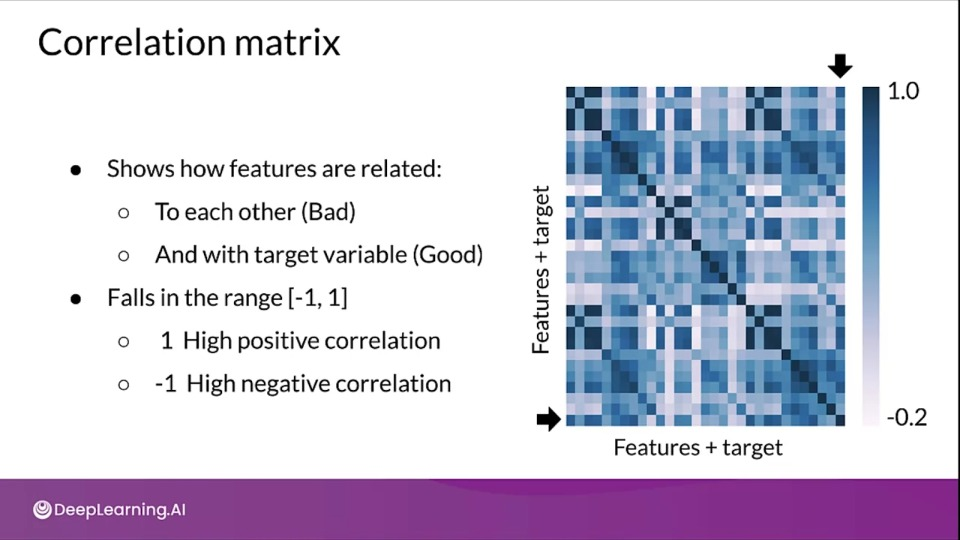 Correlation matrix
● Shows how features are related:
○ To each other (Bad)
○ And with target variable (Good)
● Falls in the range [-1, 1]
○ 1 High positive correlation
○ -1 High negative correlation
Features + target
1.0
-0.2
Features + target
DeepLearning.AI